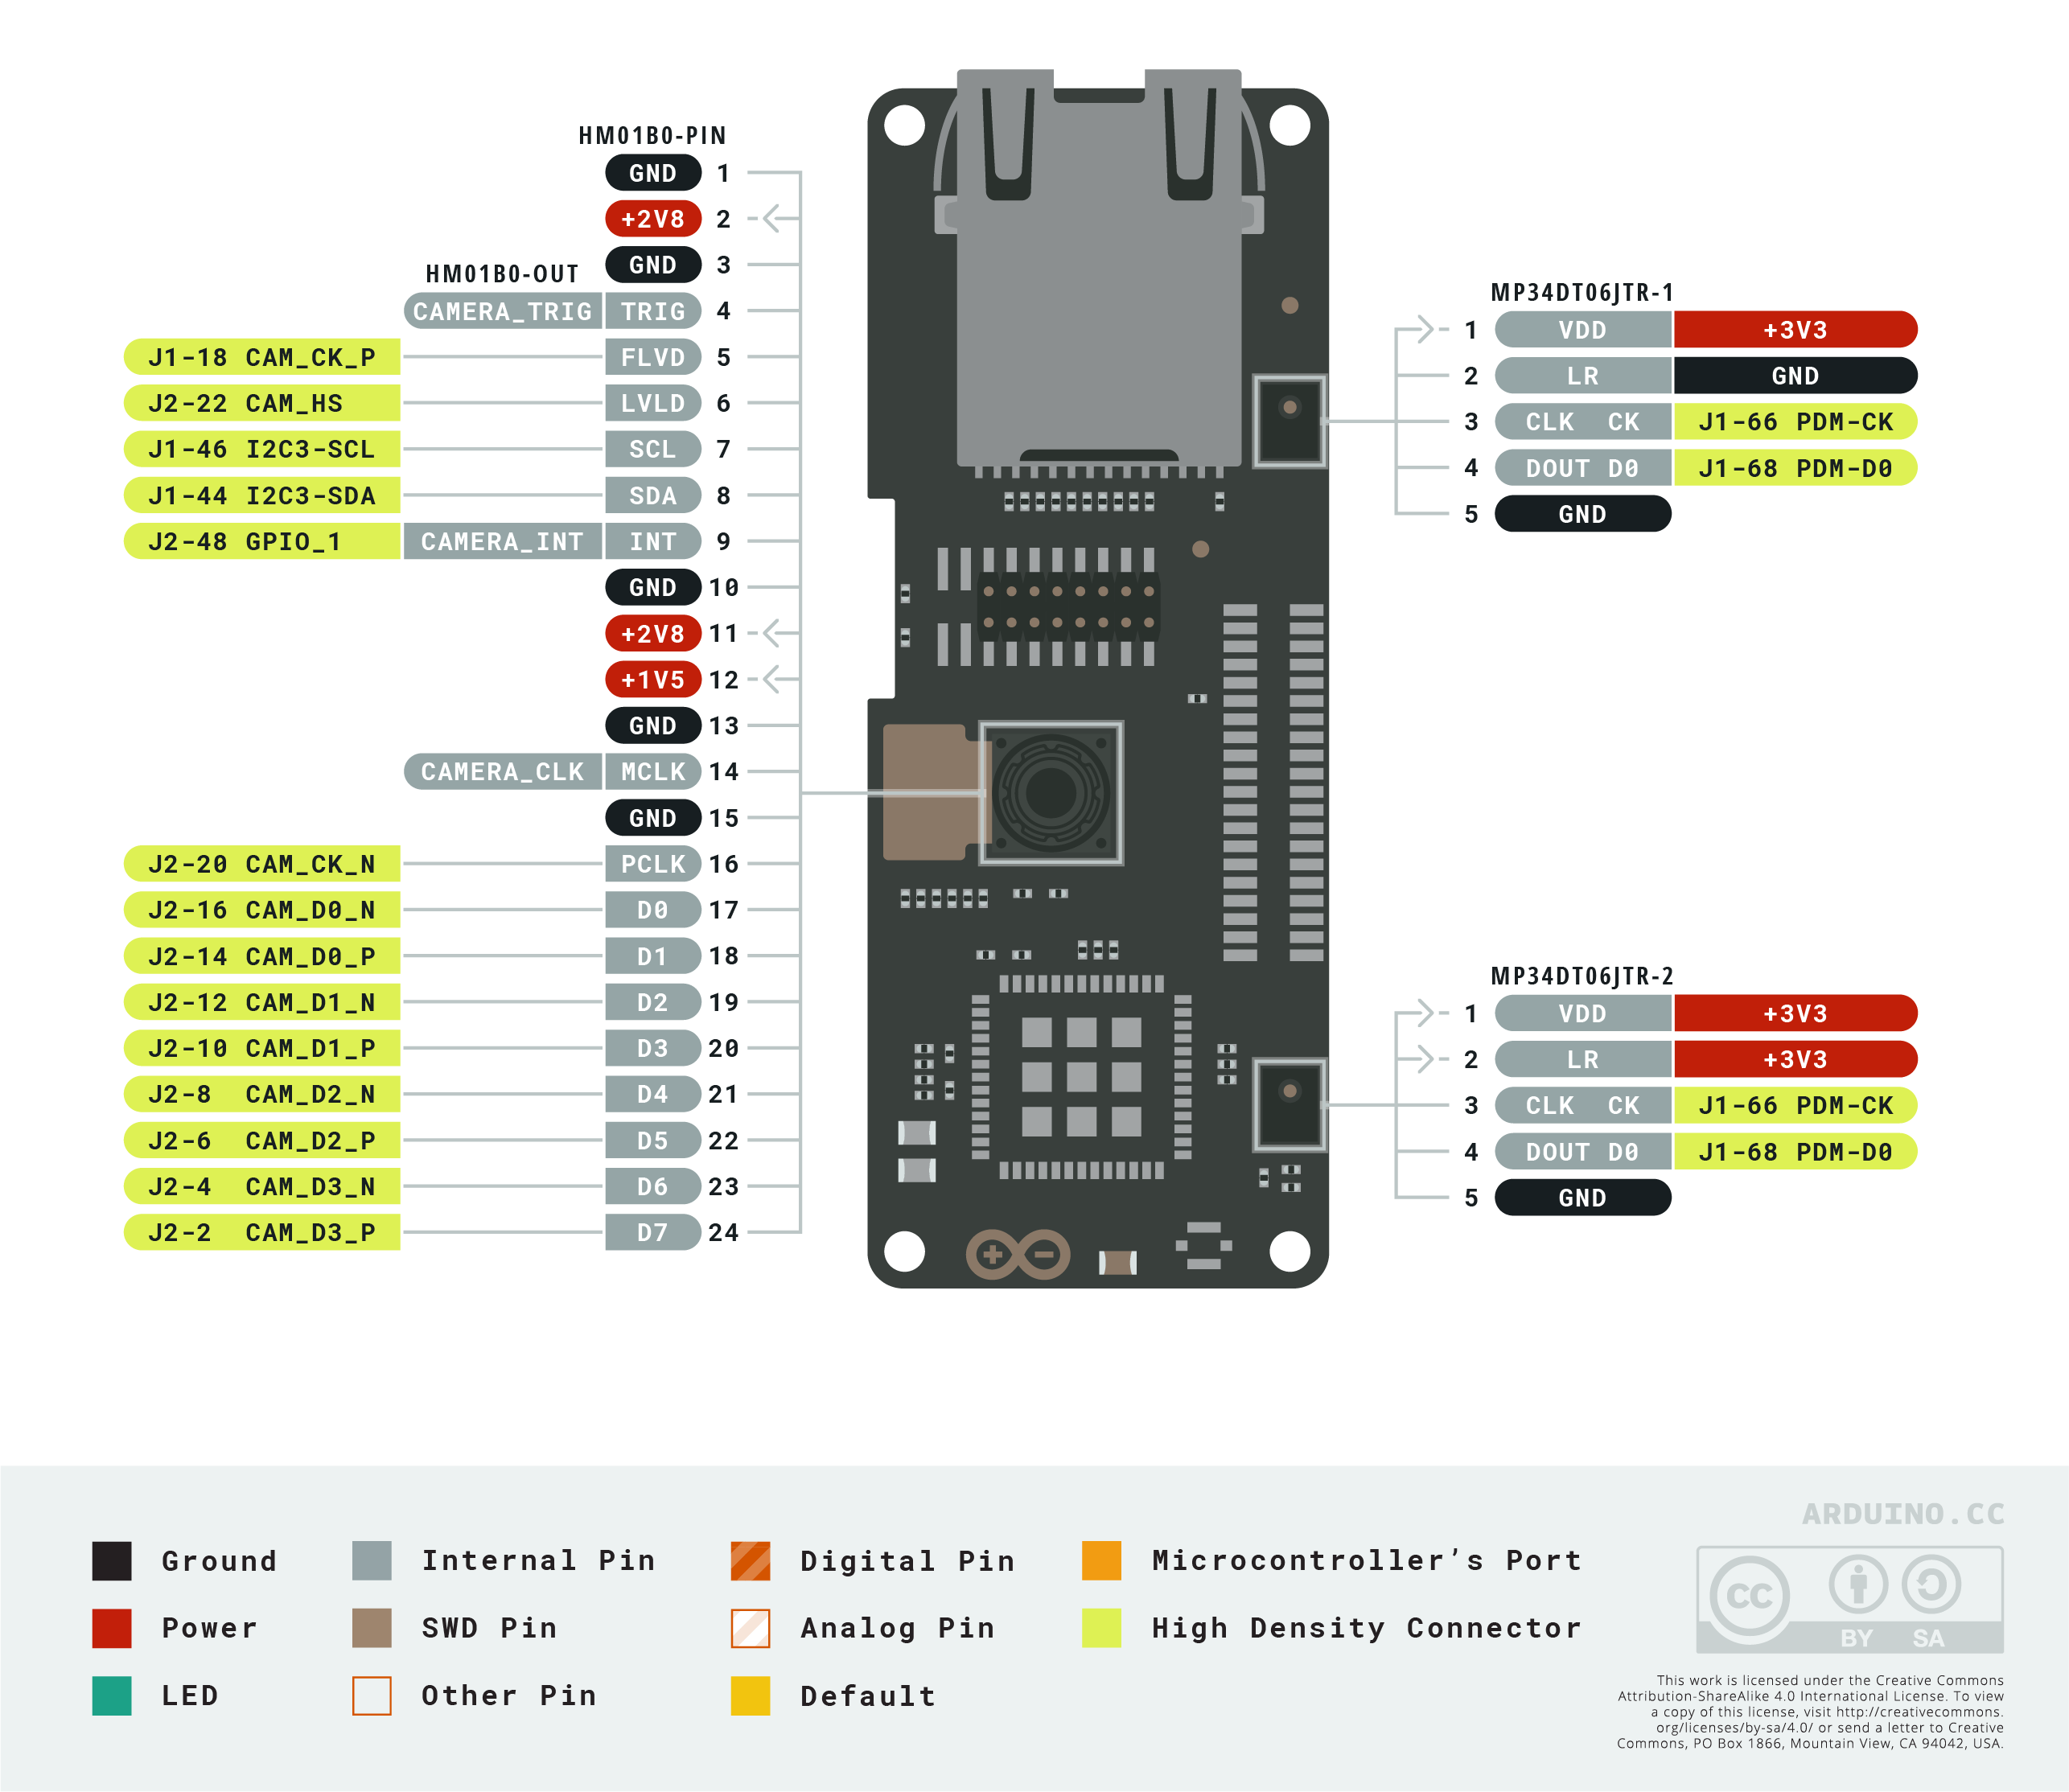 HM01B0-PIN
GND 1
+2V8 2
GND 3
HM01B0-OUT
CAMERA_TRIG TRIG 4
J1-18 CAM_CK_P FLVD 5
J2-22 CAM_HS LVLD 6
J1-46 I2C3-SCL SCL 7
J1-44 I2C3-SDA SDA 8
J2-48 GPIO_1 CAMERA_INT INT 9
GND 10
+2V8 11
+1V5 12
GND 13
CAMERA_CLK MCLK 14
GND 15
J2-20 CAM_CK_N PCLK 16
J2-16 CAM_D0_N D0 17
J2-14 CAM_D0_P D1 18
J2-12 CAM_D1_N D2 19
J2-10 CAM_D1_P D3 20
J2-8 CAM_D2_N D4 21
J2-6 CAM_D2_P D5 22
J2-4 CAM_D3_N D6 23
J2-2 CAM_D3_P D7 24
MP34DT06JTR-1
1 VDD +3V3
2 LR GND
3 CLK CK J1-66 PDM-CK
4 DOUT D0 J1-68 PDM-D0
5 GND
MP34DT06JTR-2
1 VDD +3V3
2 LR +3V3
3 CLK CK J1-66 PDM-CK
4 DOUT D0 J1-68 PDM-D0
5 GND
Ground
Power
LED
Internal Pin
SWD Pin
Other Pin
Digital Pin
Analog Pin
Default
Microcontroller’s Port
High Density Connector
ARDUINO.CC
CC
BY SA
This work is licensed under the Creative Commons
Attribution-ShareAlike 4.0 International License. To view
a copy of this license, visit http://creativecommons.
org/licenses/by-sa/4.0/ or send a letter to Creative
Commons, PO Box 1866, Mountain View, CA 94042, USA.